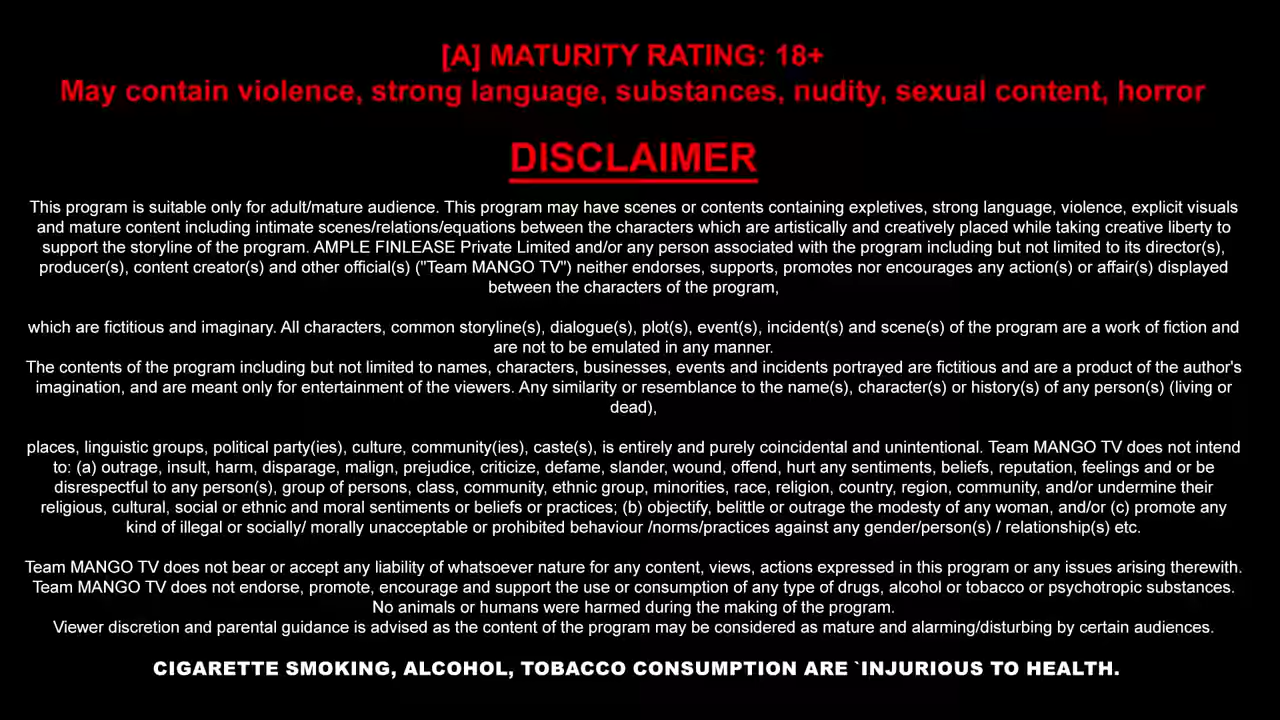 [A] MATURITY RATING: 18+
May contain violence, strong language, substances, nudity, sexual content, horror
DISCLAIMER
This program is suitable only for adult/mature audience. This program may have scenes or contents containing expletives, strong language, violence, explicit visuals
and mature content including intimate scenes/relations/equations between the characters which are artistically and creatively placed while taking creative liberty to
support the storyline of the program. AMPLE FINLEASE Private Limited and/or any person associated with the program including but not limited to its director(s),
producer(s), content creator(s) and other official(s) ("Team MANGO TV") neither endorses, supports, promotes nor encourages any action(s) or affair(s) displayed
between the characters of the program,
which are fictitious and imaginary. All characters, common storyline(s), dialogue(s), plot(s), event(s), incident(s) and scene(s) of the program are a work of fiction and
are not to be emulated in any manner.
The contents of the program including but not limited to names, characters, businesses, events and incidents portrayed are fictitious and are a product of the author's
imagination, and are meant only for entertainment of the viewers. Any similarity or resemblance to the name(s), character(s) or history(s) of any person(s) (living or
dead),
places, linguistic groups, political party(ies), culture, community(ies), caste(s), is entirely and purely coincidental and unintentional. Team MANGO TV does not intend
to: (a) outrage, insult, harm, disparage, malign, prejudice, criticize, defame, slander, wound, offend, hurt any sentiments, beliefs, reputation, feelings and or be
disrespectful to any person(s), group of persons, class, community, ethnic group, minorities, race, religion, country, region, community, and/or undermine their
religious, cultural, social or ethnic and moral sentiments or beliefs or practices; (b) objectify, belittle or outrage the modesty of any woman, and/or (c) promote any
kind of illegal or socially/ morally unacceptable or prohibited behaviour /norms/practices against any gender/person(s) / relationship(s) etc.
Team MANGO TV does not bear or accept any liability of whatsoever nature for any content, views, actions expressed in this program or any issues arising therewith.
Team MANGO TV does not endorse, promote, encourage and support the use or consumption of any type of drugs, alcohol or tobacco or psychotropic substances.
No animals or humans were harmed during the making of the program.
Viewer discretion and parental guidance is advised as the content of the program may be considered as mature and alarming/disturbing by certain audiences.
CIGARETTE SMOKING, ALCOHOL, TOBACCO CONSUMPTION ARE `INJURIOUS TO HEALTH.